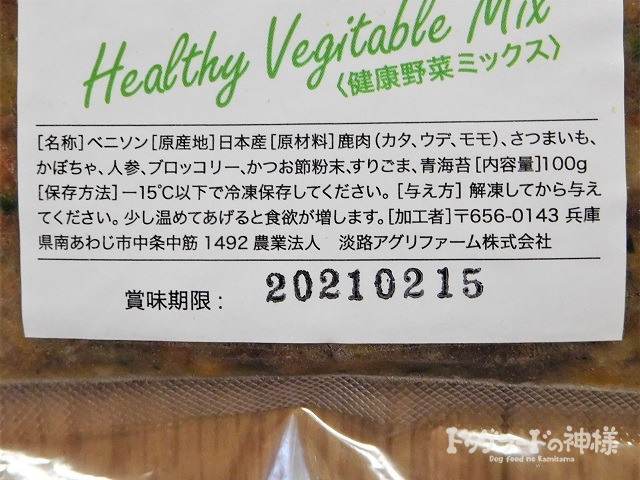 Healthy Vegitable Mix
〈健康野菜ミックス〉
[名称]ベニソン[原産地]日本産[原材料]鹿肉(カタ、ウデ、モモ)、さつまいも、
かぼちゃ、人参、ブロッコリー、かつお節粉末、すりごま、青海苔[内容量]100g
[保存方法]－15℃以下で冷凍保存してください。[与え方]解凍してから与え
てください。少し温めてあげると食欲が増します。[加工者]〒656-0143 兵庫
県南あわじ市中条中筋1492 農業法人　淡路アグリファーム株式会社
賞味期限：20210215
ドッグフードの神様
Dog food no Kamisama